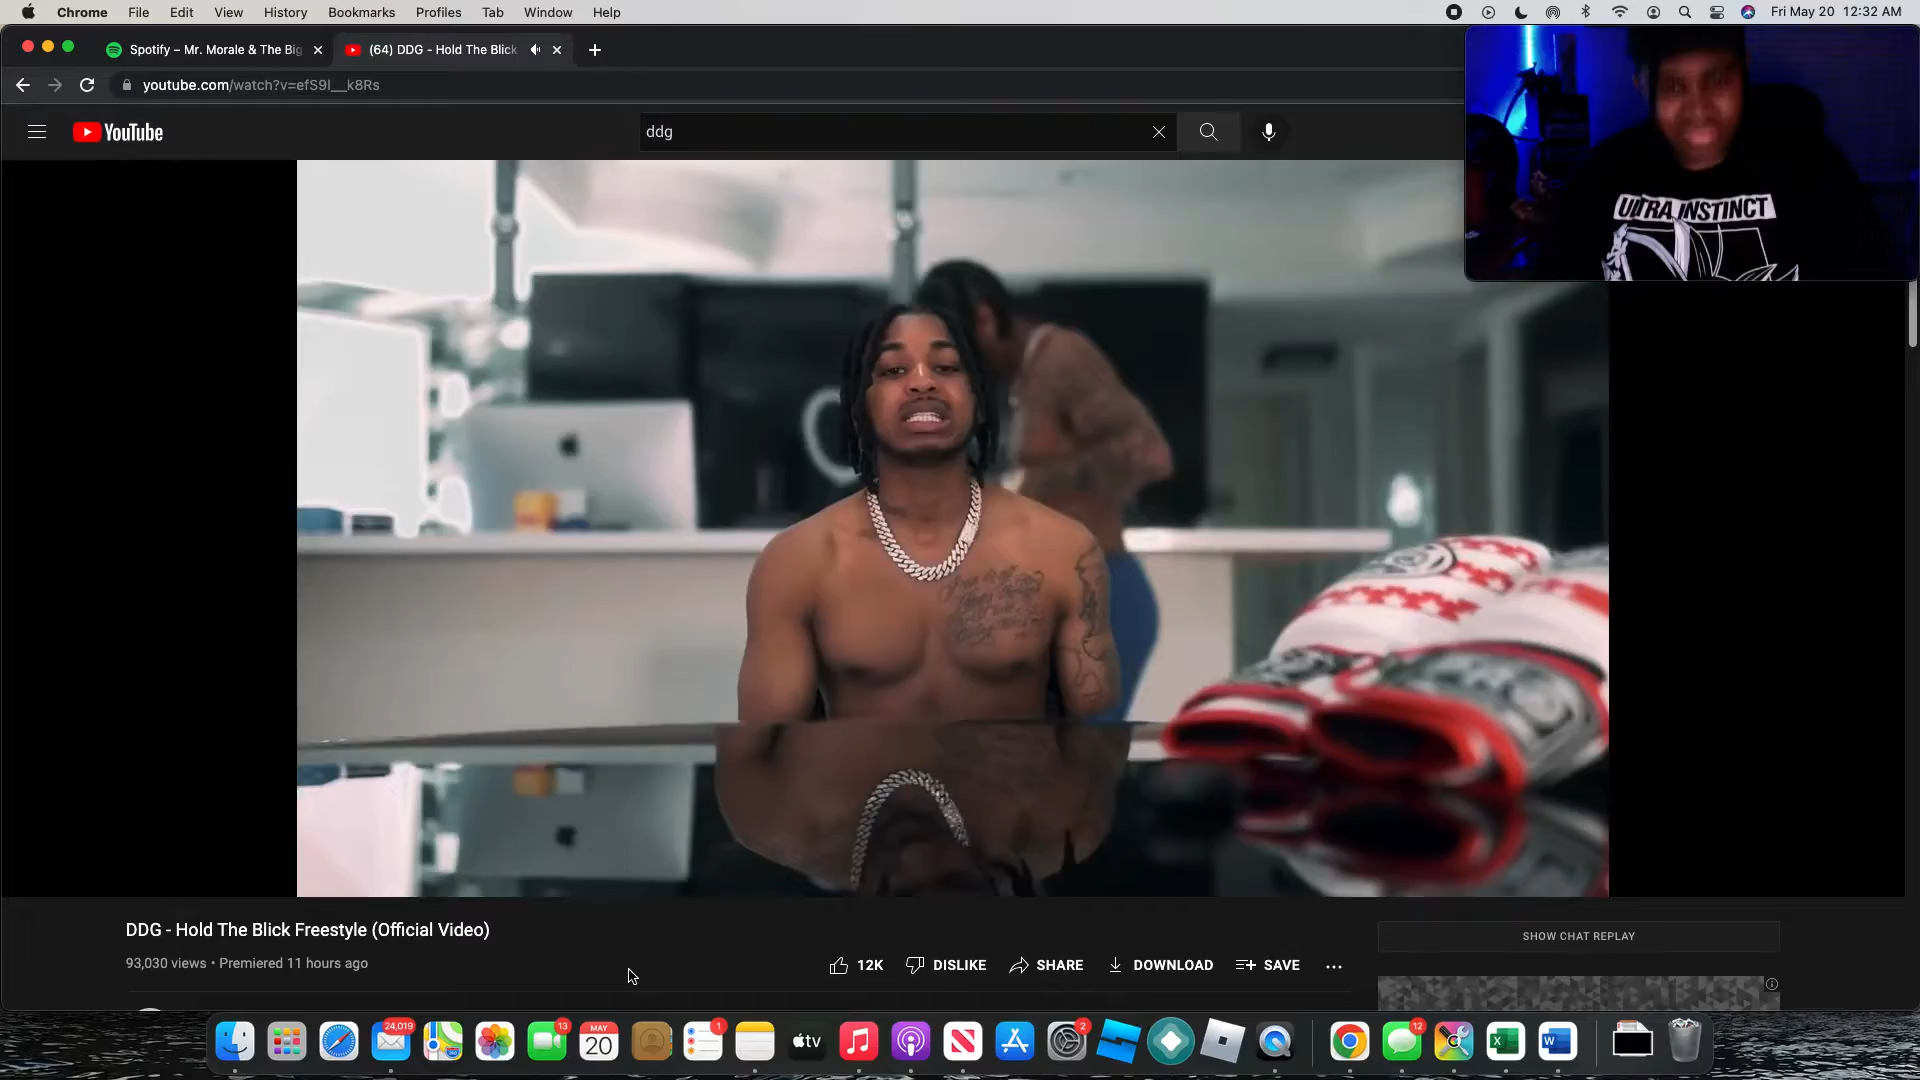 Chrome File Edit View History Bookmarks Profiles Tab Window Help Fri May 20 12:32 AM
Spotify – Mr. Morale & The Big (64) DDG - Hold The Blick
youtube.com/watch?v=efS9I__k8Rs
YouTube ddg
ULTRA INSTINCT
DDG - Hold The Blick Freestyle (Official Video)
SHOW CHAT REPLAY
93,030 views • Premiered 11 hours ago 12K DISLIKE SHARE DOWNLOAD SAVE
24,019 13 MAY 1 2 12
20 tv X W